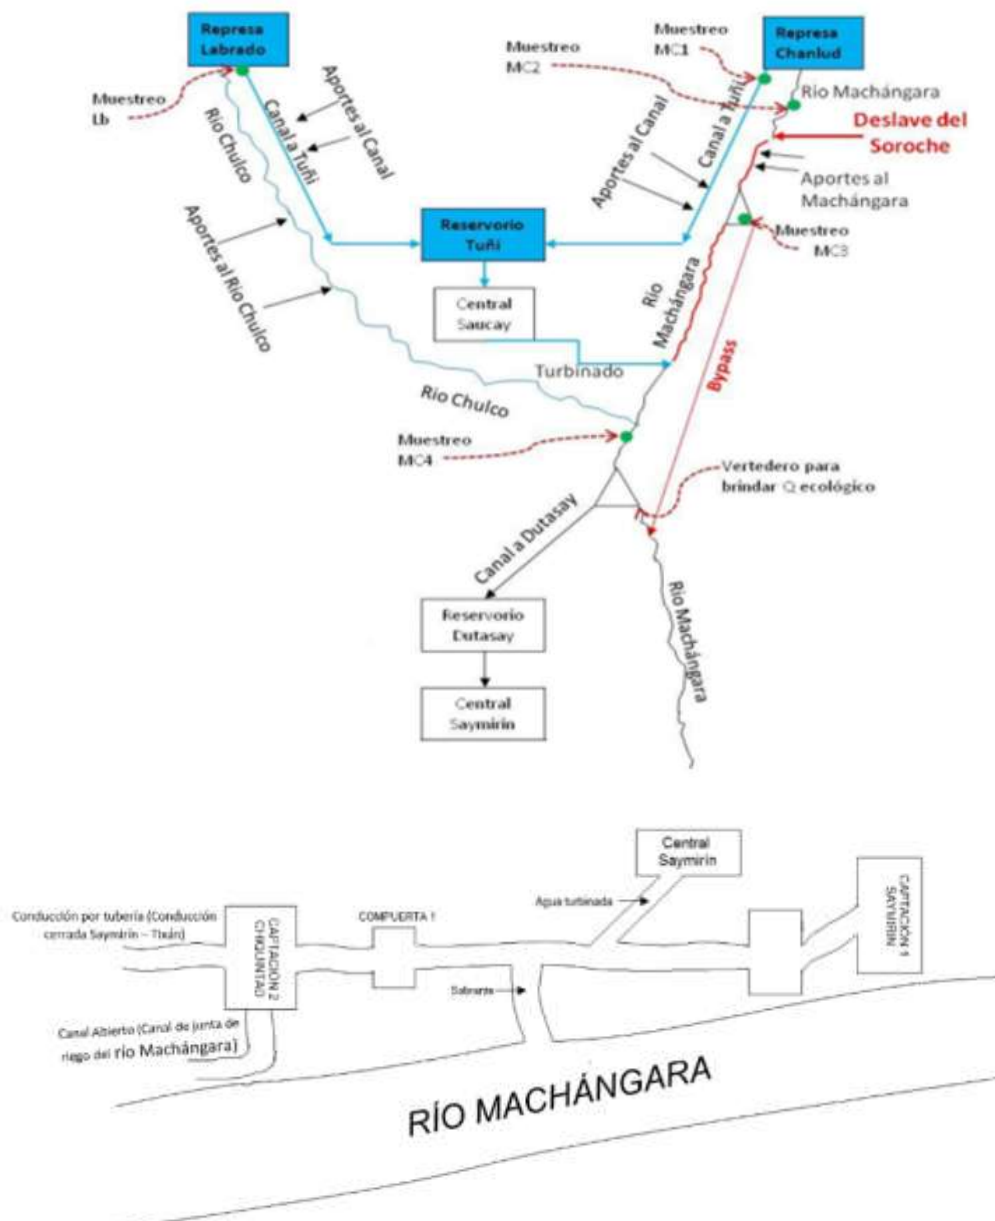 Represa
Labrado
Muestreo
MC1
Represa
Chanlud
Muestreo
MC2
Muestreo
Lb
Río Chulco
Canal a Tuñi
Aportes al Canal
Aportes al Canal
Canal a Tuñi
Río Machángara
Deslave del
Soroche
Aportes al
Machángara
Aportes al Río Chulco
Reservorio
Tuñi
Muestreo
MC3
Central
Saucay
Río
Machángara
Turbinado
Bypass
Río Chulco
Muestreo
MC4
Vertedero para
brindar Q ecológico
Canal a Dutasay
Río Machángara
Reservorio
Dutasay
Central
Saymirín
Central
Saymirín
Agua turbinada
CAPTACIÓN 1
SAYMIRIN
Conducción por tubería (Conducción
cerrada Saymirín – Tixán)
CAPTACION 2
CHIQUINTAD
COMPUERTA 1
Sobrante
Canal Abierto (Canal de junta de
riego del río Machángara)
RÍO MACHÁNGARA